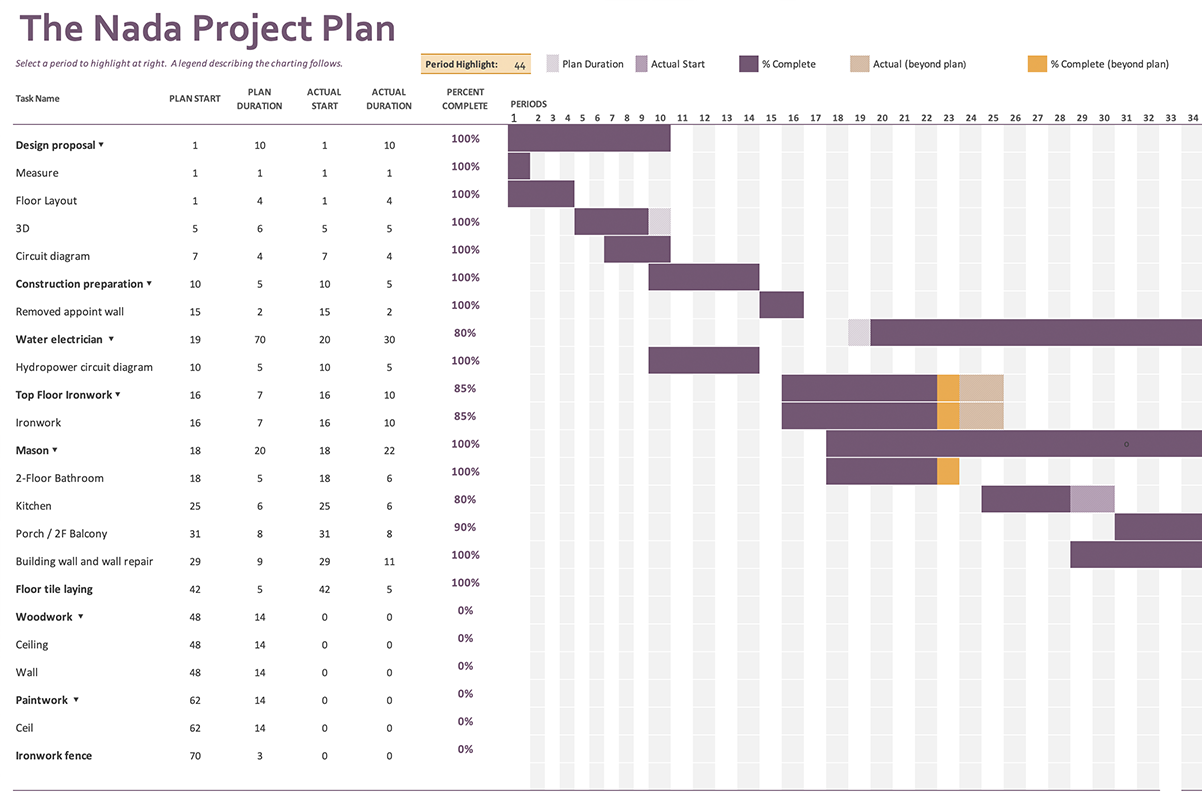 The Nada Project Plan
Select a period to highlight at right. A legend describing the charting follows.
Period Highlight: 44
Plan Duration
Actual Start
% Complete
Actual (beyond plan)
% Complete (beyond plan)
Task Name PLAN START PLAN DURATION ACTUAL START ACTUAL DURATION PERCENT COMPLETE PERIODS
1 2 3 4 5 6 7 8 9 10 11 12 13 14 15 16 17 18 19 20 21 22 23 24 25 26 27 28 29 30 31 32 33 34
Design proposal ▼ 1 10 1 10 100%
Measure 1 1 1 1 100%
Floor Layout 1 4 1 4 100%
3D 5 6 5 5 100%
Circuit diagram 7 4 7 4 100%
Construction preparation ▼ 10 5 10 5 100%
Removed appoint wall 15 2 15 2 100%
Water electrician ▼ 19 70 20 30 80%
Hydropower circuit diagram 10 5 10 5 100%
Top Floor Ironwork ▼ 16 7 16 10 85%
Ironwork 16 7 16 10 85%
Mason ▼ 18 20 18 22 100% 0
2-Floor Bathroom 18 5 18 6 100%
Kitchen 25 6 25 6 80%
Porch / 2F Balcony 31 8 31 8 90%
Building wall and wall repair 29 9 29 11 100%
Floor tile laying 42 5 42 5 100%
Woodwork ▼ 48 14 0 0 0%
Ceiling 48 14 0 0 0%
Wall 48 14 0 0 0%
Paintwork ▼ 62 14 0 0 0%
Ceil 62 14 0 0 0%
Ironwork fence 70 3 0 0 0%